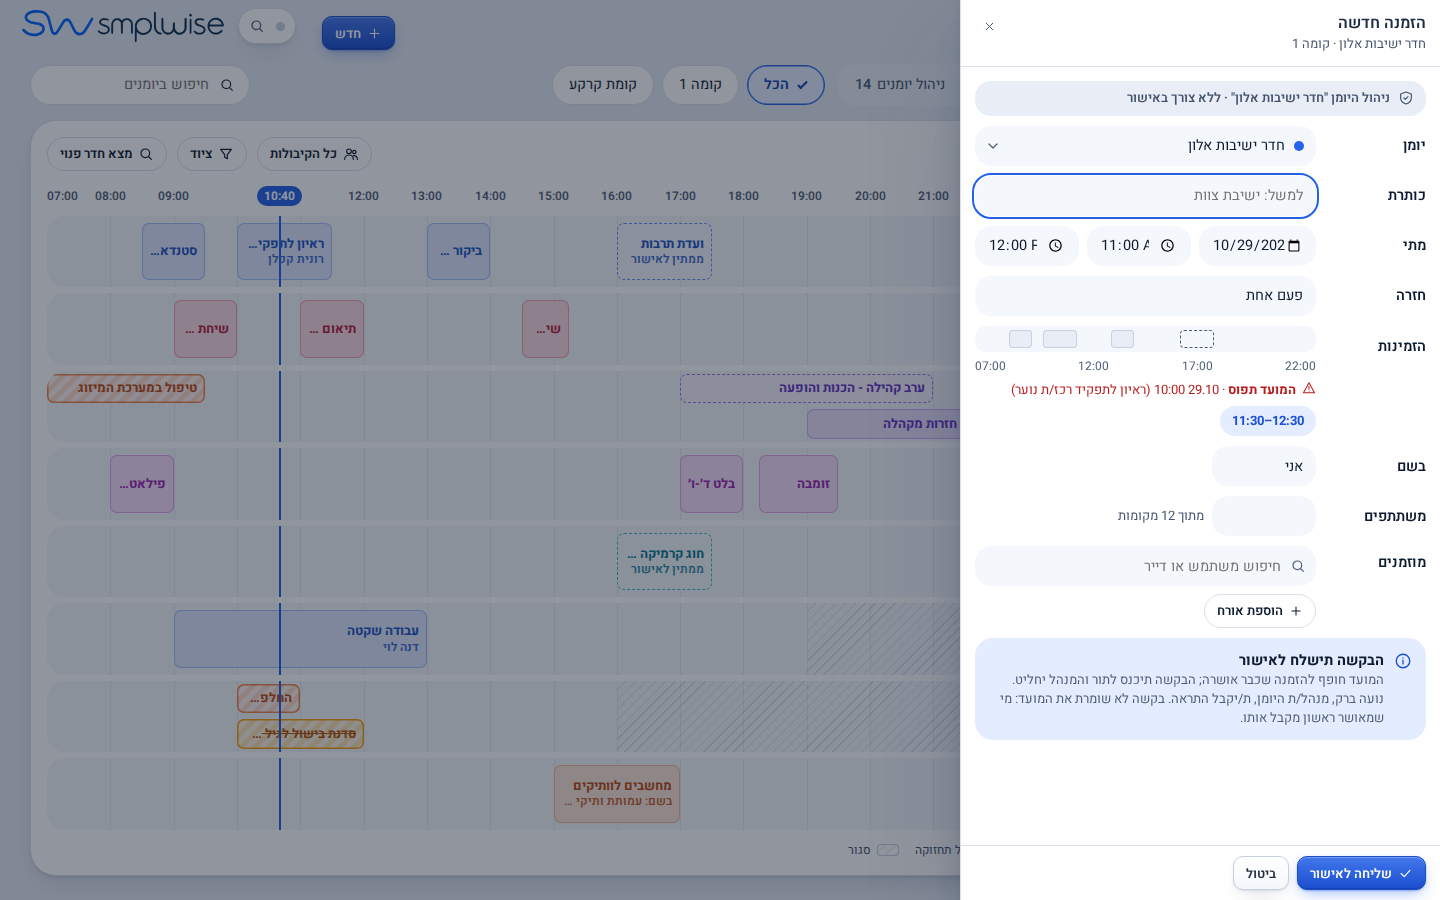 smplwise
חדש
הזמנה חדשה
חדר ישיבות אלון · קומה 1
ניהול יומנים 14
הכל
קומה 1
קומת קרקע
חיפוש ביומנים
כל הקיבולות
ציוד
מצא חדר פנוי
07:00 08:00 09:00 10:40 12:00 13:00 14:00 15:00 16:00 17:00 18:00 19:00 20:00 21:00
סטנדא...
ראיון לתפקי...
רונית קפלן
ביקור ...
ועדת תרבות
ממתין לאישור
שיחת ...
תיאום ...
שי...
טיפול במערכת המיזוג
ערב קהילה - הכנות והופעה
חזרות מקהלה
פילאט...
בלט ד'-ו'
זומבה
חוג קרמיקה ...
ממתין לאישור
עבודה שקטה
דנה לוי
החלפ...
סדנת בישול לגיל ...
מחשבים לוותיקים
בשם: עמותת ותיקי ...
תחזוקה
סגור
ניהול היומן "חדר ישיבות אלון" · ללא צורך באישור
יומן
חדר ישיבות אלון
כותרת
למשל: ישיבת צוות
מתי
10/29/202
11:00 A
12:00 P
חזרה
פעם אחת
הזמינות
07:00 12:00 17:00 22:00
המועד תפוס · 29.10 10:00 (ראיון לתפקיד רכז/ת נוער)
11:30–12:30
בשם
אני
משתתפים
מתוך 12 מקומות
מוזמנים
חיפוש משתמש או דייר
הוספת אורח
הבקשה תישלח לאישור
המועד חופף להזמנה שכבר אושרה; הבקשה תיכנס לתור והמנהל יחליט.
נועה ברק, מנהל/ת היומן, ת/יקבל התראה. בקשה לא שומרת את המועד: מי
שמאושר ראשון מקבל אותו.
שליחה לאישור
ביטול